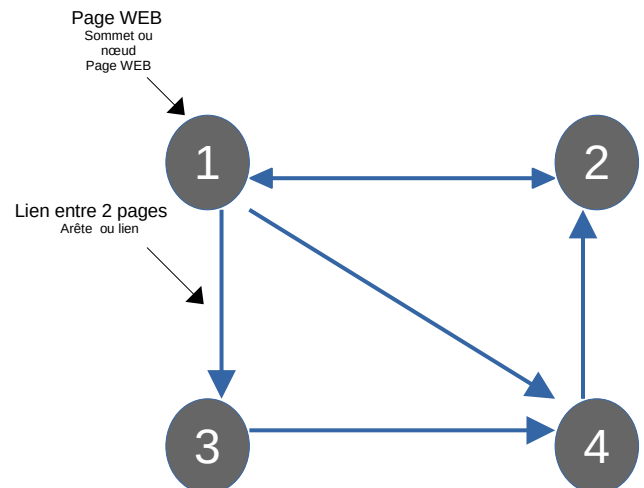 Page WEB
Sommet ou
nœud
Page WEB
1
2
Lien entre 2 pages
Arête ou lien
3
4